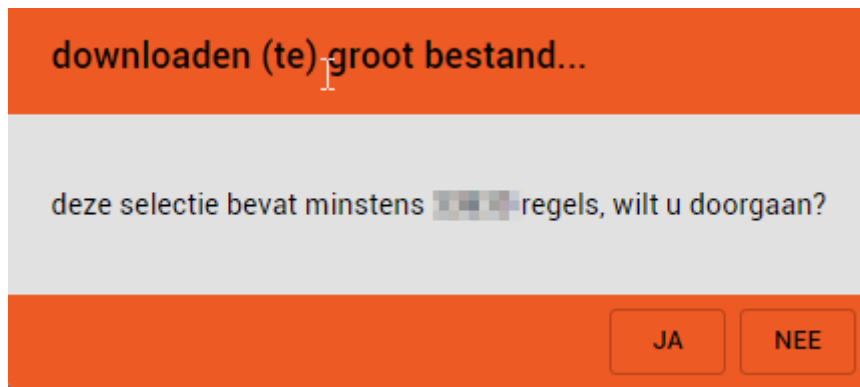 downloaden (te) groot bestand...
deze selectie bevat minstens regels, wilt u doorgaan?
JA NEE